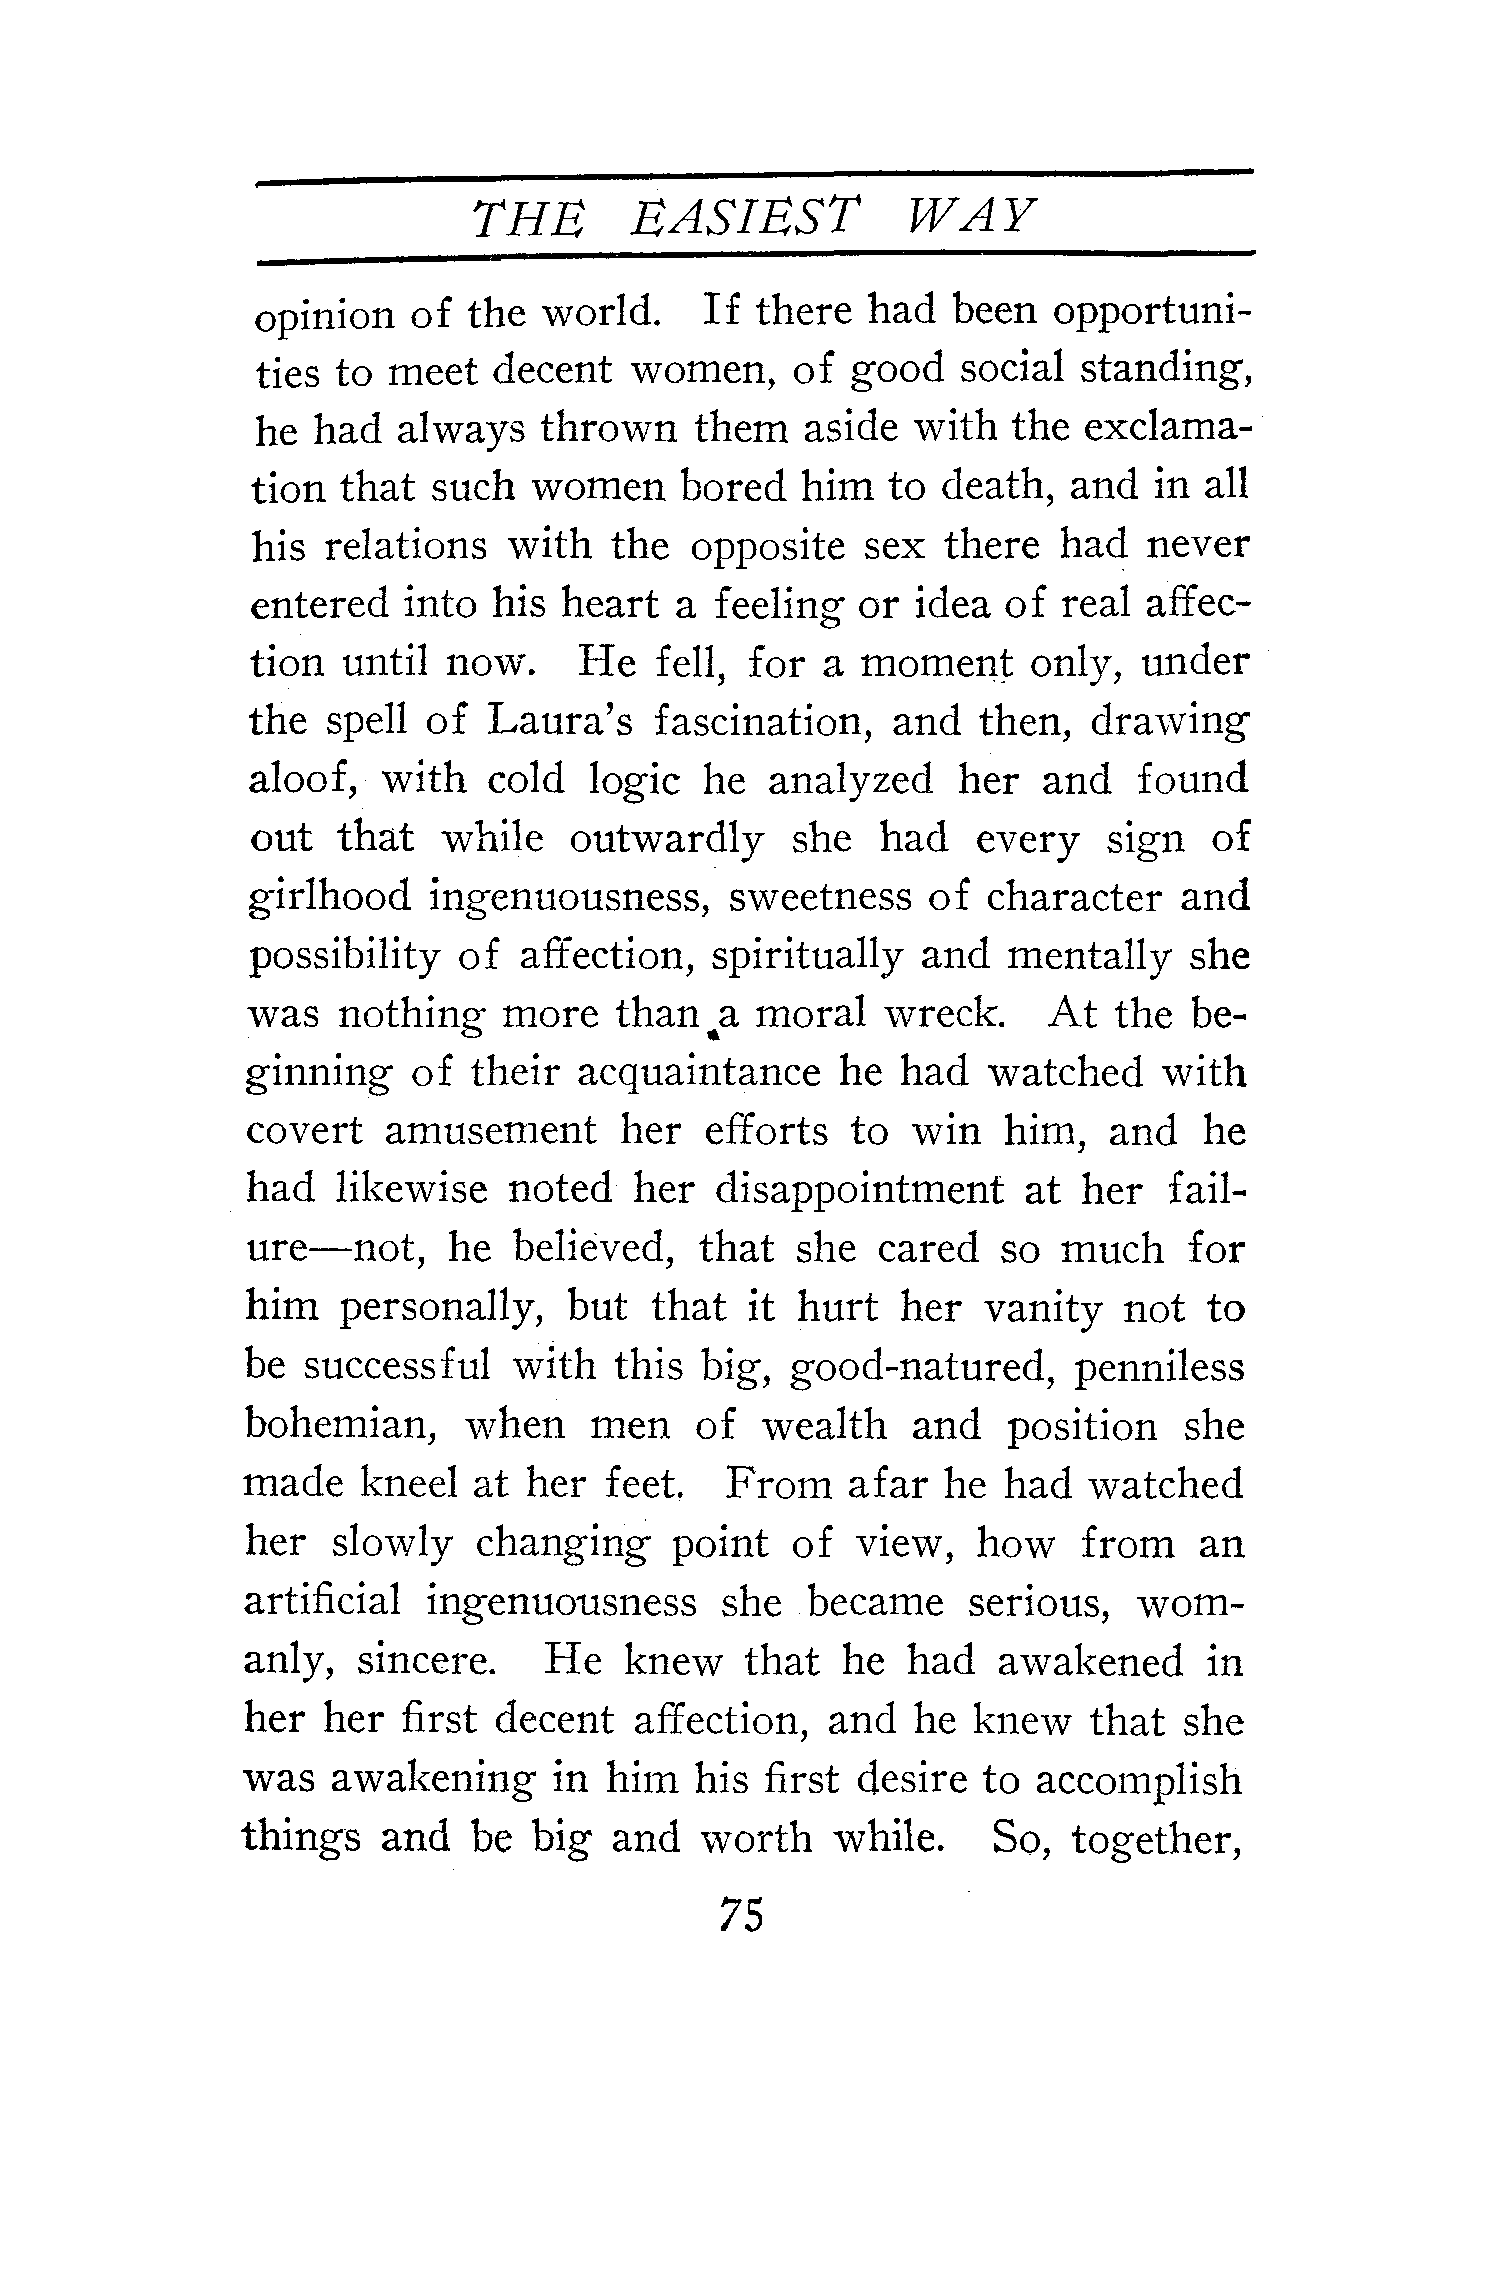 THE EASIEST WAY
opinion of the world. If there had been opportuni-
ties to meet decent women, of good social standing,
he had always thrown them aside with the exclama-
tion that such women bored him to death, and in all
his relations with the opposite sex there had never
entered into his heart a feeling or idea of real affec-
tion until now. He fell, for a moment only, under
the spell of Laura's fascination, and then, drawing
aloof, with cold logic he analyzed her and found
out that while outwardly she had every sign of
girlhood ingenuousness, sweetness of character and
possibility of affection, spiritually and mentally she
was nothing more than a moral wreck. At the be-
ginning of their acquaintance he had watched with
covert amusement her efforts to win him, and he
had likewise noted her disappointment at her fail-
ure—not, he believed, that she cared so much for
him personally, but that it hurt her vanity not to
be successful with this big, good-natured, penniless
bohemian, when men of wealth and position she
made kneel at her feet. From afar he had watched
her slowly changing point of view, how from an
artificial ingenuousness she became serious, wom-
anly, sincere. He knew that he had awakened in
her her first decent affection, and he knew that she
was awakening in him his first desire to accomplish
things and be big and worth while. So, together,
75